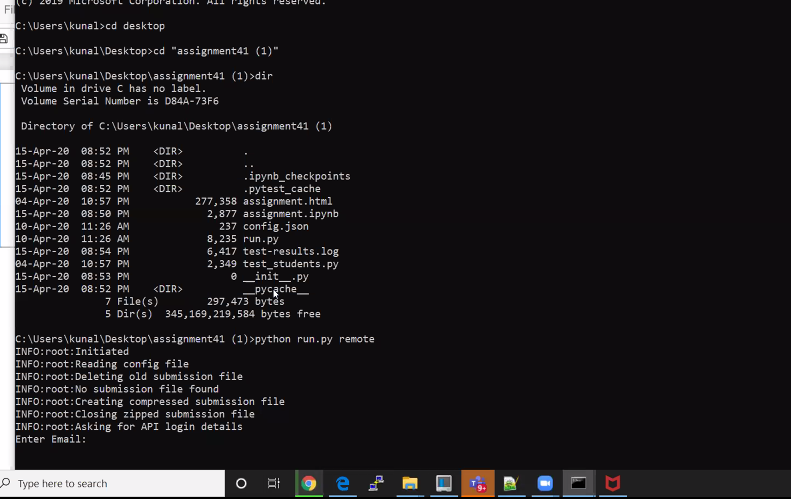 (c) 2019 Microsoft Corporation. All rights reserved.
C:\Users\kunal>cd desktop
C:\Users\kunal\Desktop>cd "assignment41 (1)"
C:\Users\kunal\Desktop\assignment41 (1)>dir
Volume in drive C has no label.
Volume Serial Number is D84A-73F6
Directory of C:\Users\kunal\Desktop\assignment41 (1)
15-Apr-20 08:52 PM <DIR> .
15-Apr-20 08:52 PM <DIR> ..
15-Apr-20 08:45 PM <DIR> .ipynb_checkpoints
15-Apr-20 08:52 PM <DIR> .pytest_cache
04-Apr-20 10:57 PM 277,358 assignment.html
15-Apr-20 08:50 PM 2,877 assignment.ipynb
10-Apr-20 11:26 AM 237 config.json
10-Apr-20 11:26 AM 8,235 run.py
15-Apr-20 08:54 PM 6,417 test-results.log
04-Apr-20 10:57 PM 2,349 test_students.py
15-Apr-20 08:53 PM 0 __init__.py
15-Apr-20 08:52 PM <DIR> __pycache__
7 File(s) 297,473 bytes
5 Dir(s) 345,169,219,584 bytes free
C:\Users\kunal\Desktop\assignment41 (1)>python run.py remote
INFO:root:Initiated
INFO:root:Reading config file
INFO:root:Deleting old submission file
INFO:root:No submission file found
INFO:root:Creating compressed submission file
INFO:root:Closing zipped submission file
INFO:root:Asking for API login details
Enter Email:
Type here to search
9+